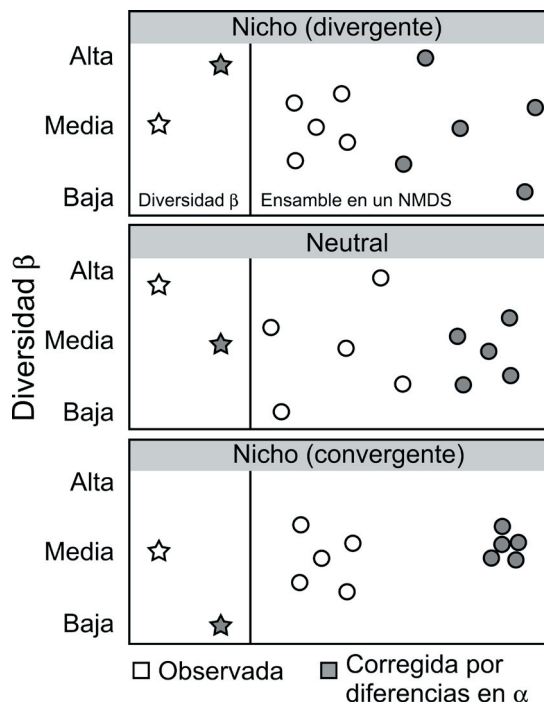 Nicho (divergente)
Alta
Media
Baja
Diversidad β
Ensamble en un NMDS
Neutral
Alta
Media
Baja
Diversidad β
Nicho (convergente)
Alta
Media
Baja
Observada
Corregida por
diferencias en α